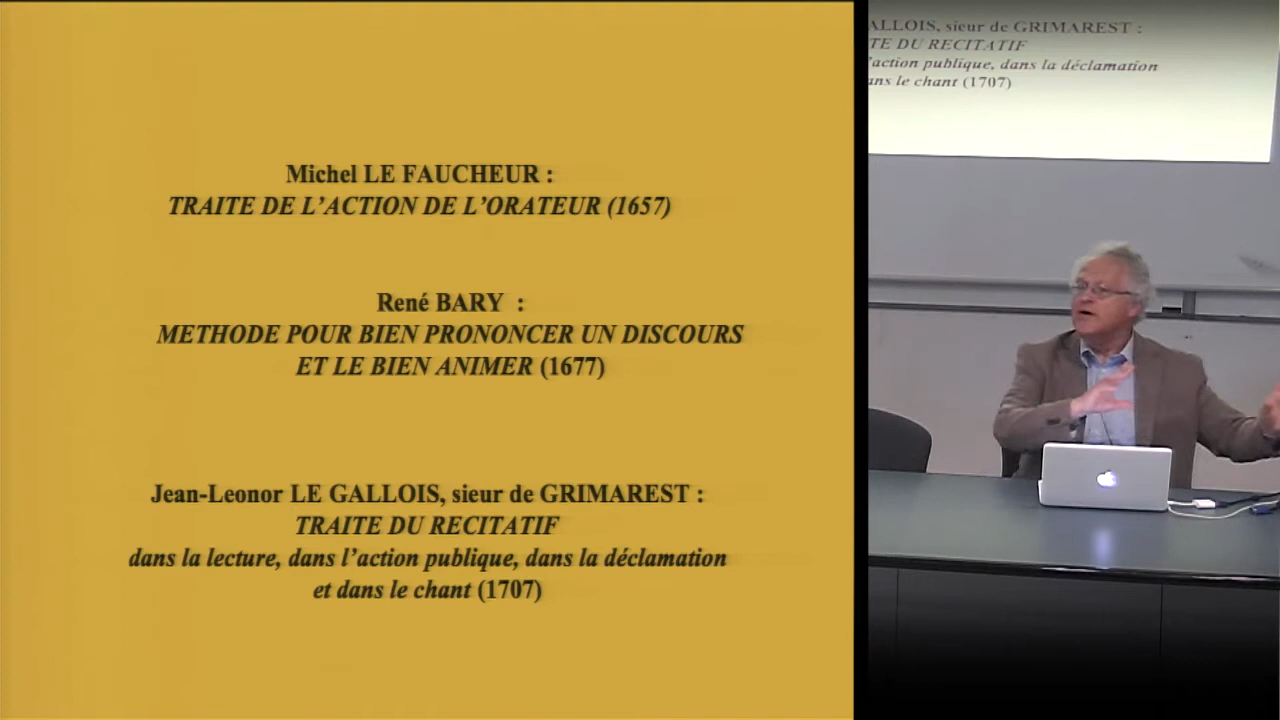 Michel LE FAUCHEUR :
TRAITE DE L’ACTION DE L’ORATEUR (1657)
René BARY :
METHODE POUR BIEN PRONONCER UN DISCOURS
ET LE BIEN ANIMER (1677)
Jean-Leonor LE GALLOIS, sieur de GRIMAREST :
TRAITE DU RECITATIF
dans la lecture, dans l’action publique, dans la déclamation
et dans le chant (1707)
ALLOIS, sieur de GRIMAREST :
TE DU RECITATIF
’action publique, dans la déclamation
ans le chant (1707)